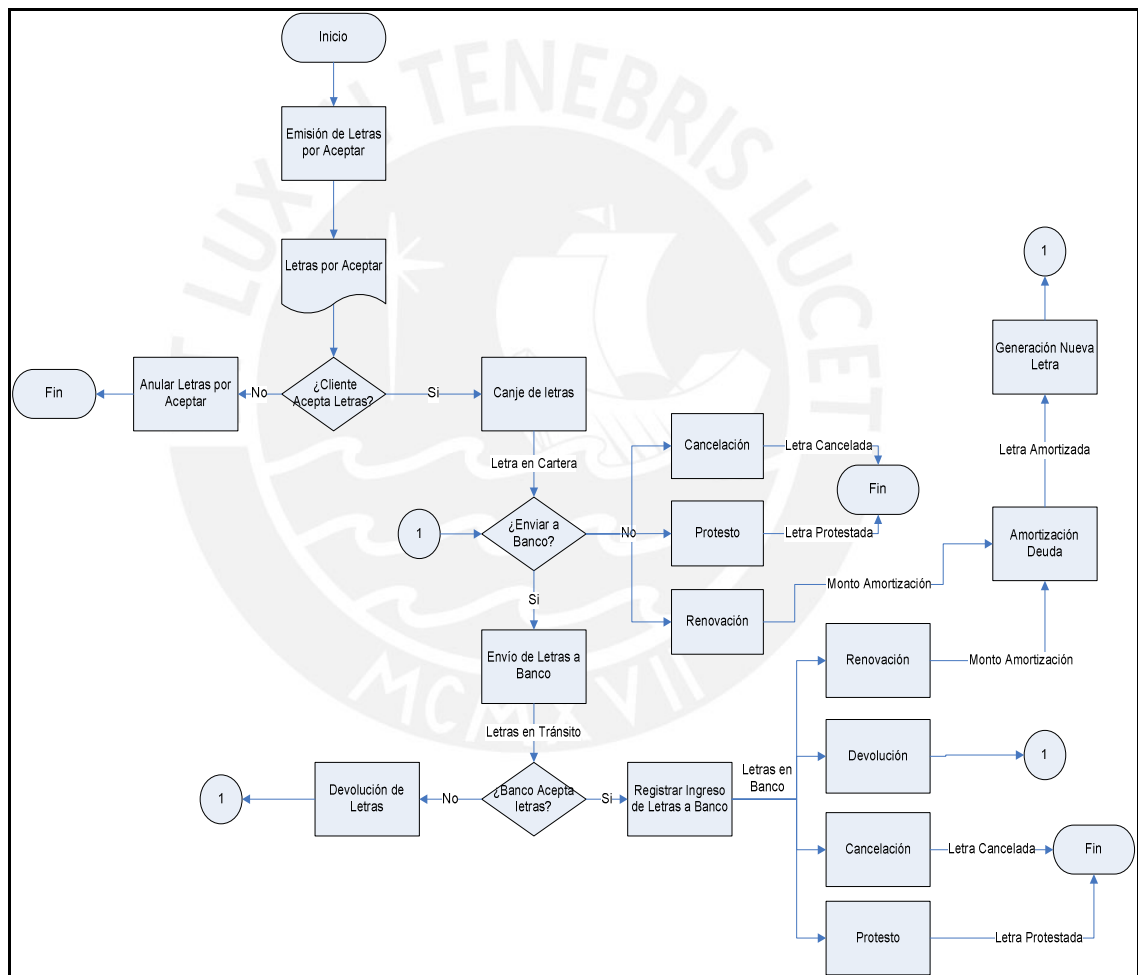 Inicio
Emisión de Letras
por Aceptar
Letras por Aceptar
Fin
Anular Letras por
Aceptar
No
¿Cliente
Acepta Letras?
Si
Canje de letras
Letra en Cartera
1
¿Enviar a
Banco?
No
Cancelación
Letra Cancelada
Fin
Protesto
Letra Protestada
Renovación
Monto Amortización
1
Generación Nueva
Letra
Letra Amortizada
Amortización
Deuda
Si
Envío de Letras a
Banco
Letras en Tránsito
1
Devolución de
Letras
No
¿Banco Acepta
letras?
Si
Registrar Ingreso
de Letras a Banco
Letras en
Banco
Renovación
Monto Amortización
Devolución
1
Cancelación
Letra Cancelada
Fin
Protesto
Letra Protestada
LUX
TENEBRIS LUCET
MCMXVII